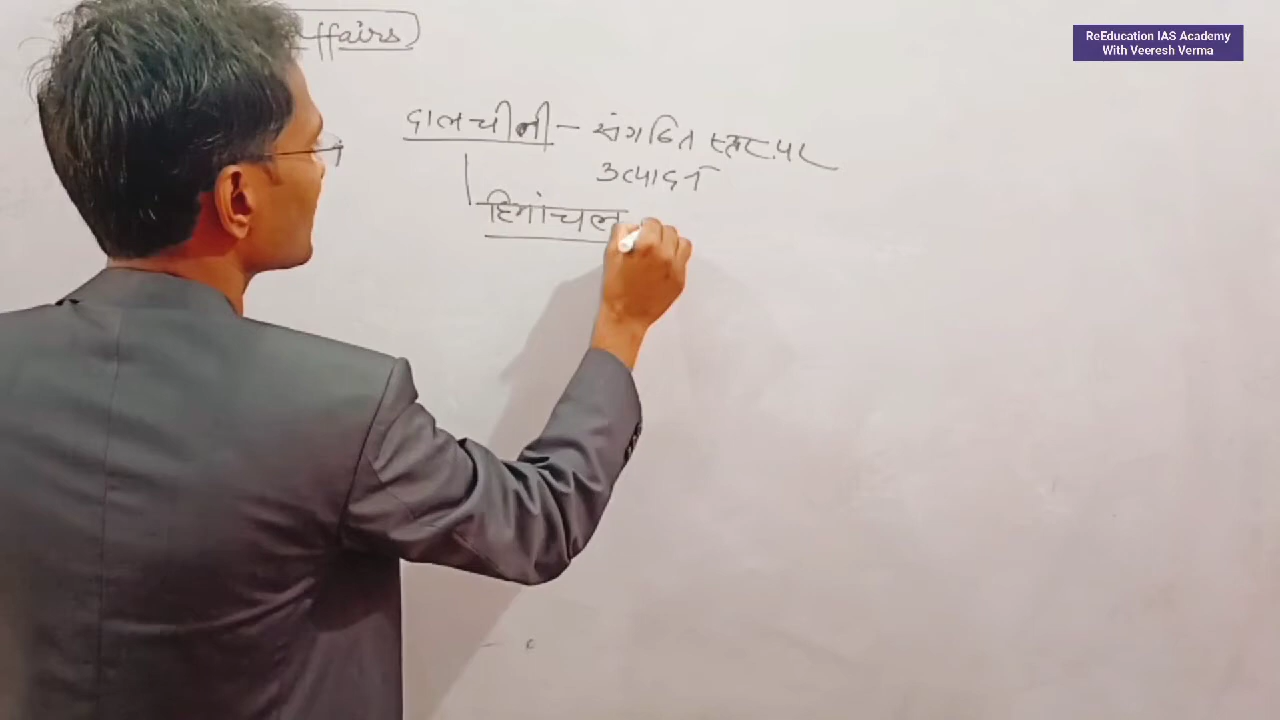 ffairs
ReEducation IAS Academy
With Veeresh Verma
दालचीनी – संगठित स्तर पर
उत्पादन
हिमांचल